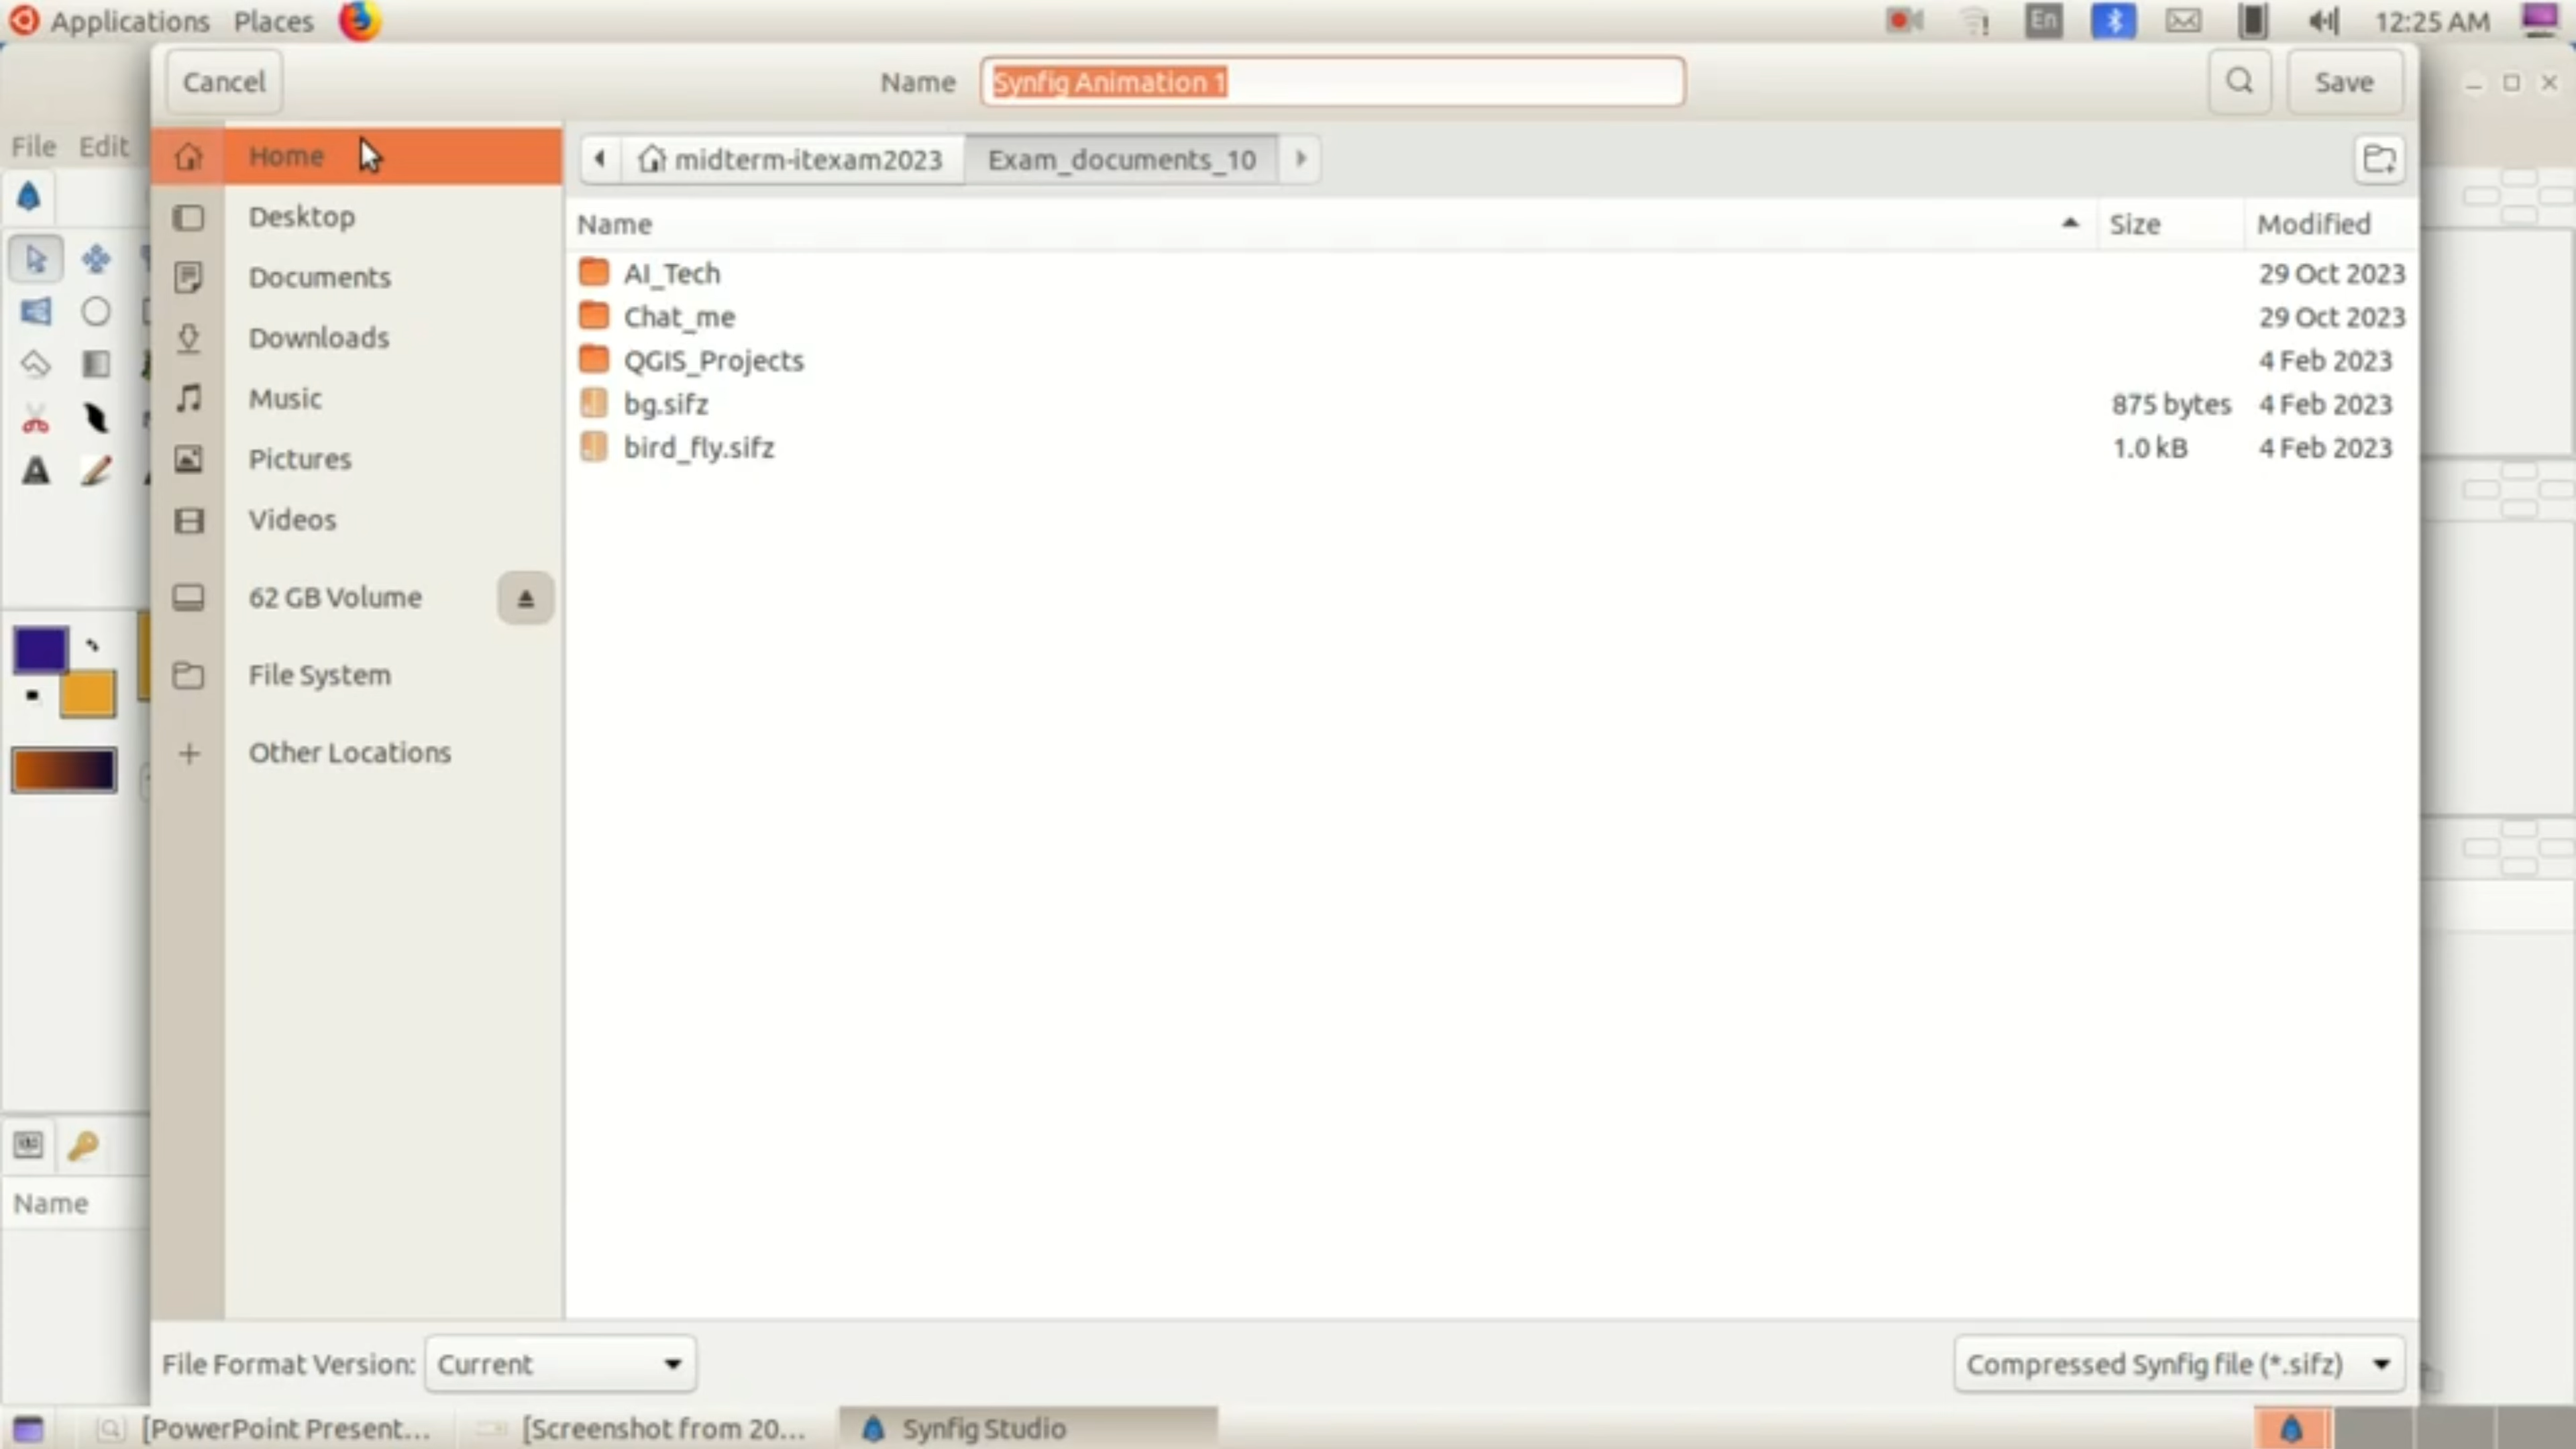 Applications Places
En 12:25 AM
Cancel Name Synfig Animation 1 Save
File Edit
Home midterm-itexam2023 Exam_documents_10
Desktop
Documents
Downloads
Music
Pictures
Videos
62 GB Volume
File System
Other Locations
Name Size Modified
AI_Tech 29 Oct 2023
Chat_me 29 Oct 2023
QGIS_Projects 4 Feb 2023
bg.sifz 875 bytes 4 Feb 2023
bird_fly.sifz 1.0 kB 4 Feb 2023
Name
File Format Version: Current Compressed Synfig file (*.sifz)
[PowerPoint Present... [Screenshot from 20... Synfig Studio